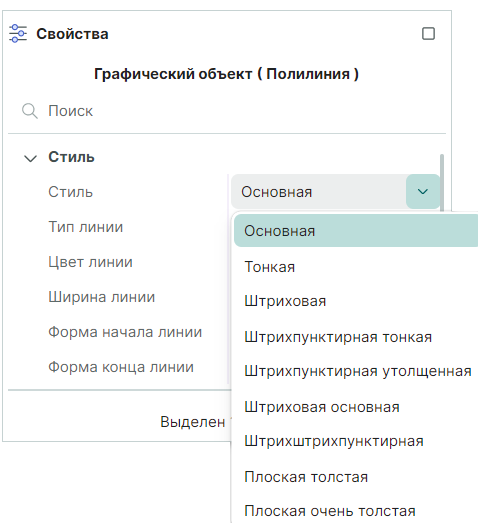 Свойства
Графический объект ( Полилиния )
Поиск
Стиль
Стиль
Основная
Тип линии
Цвет линии
Ширина линии
Форма начала линии
Форма конца линии
Выделен
Основная
Тонкая
Штриховая
Штрихпунктирная тонкая
Штрихпунктирная утолщенная
Штриховая основная
Штрихштрихпунктирная
Плоская толстая
Плоская очень толстая